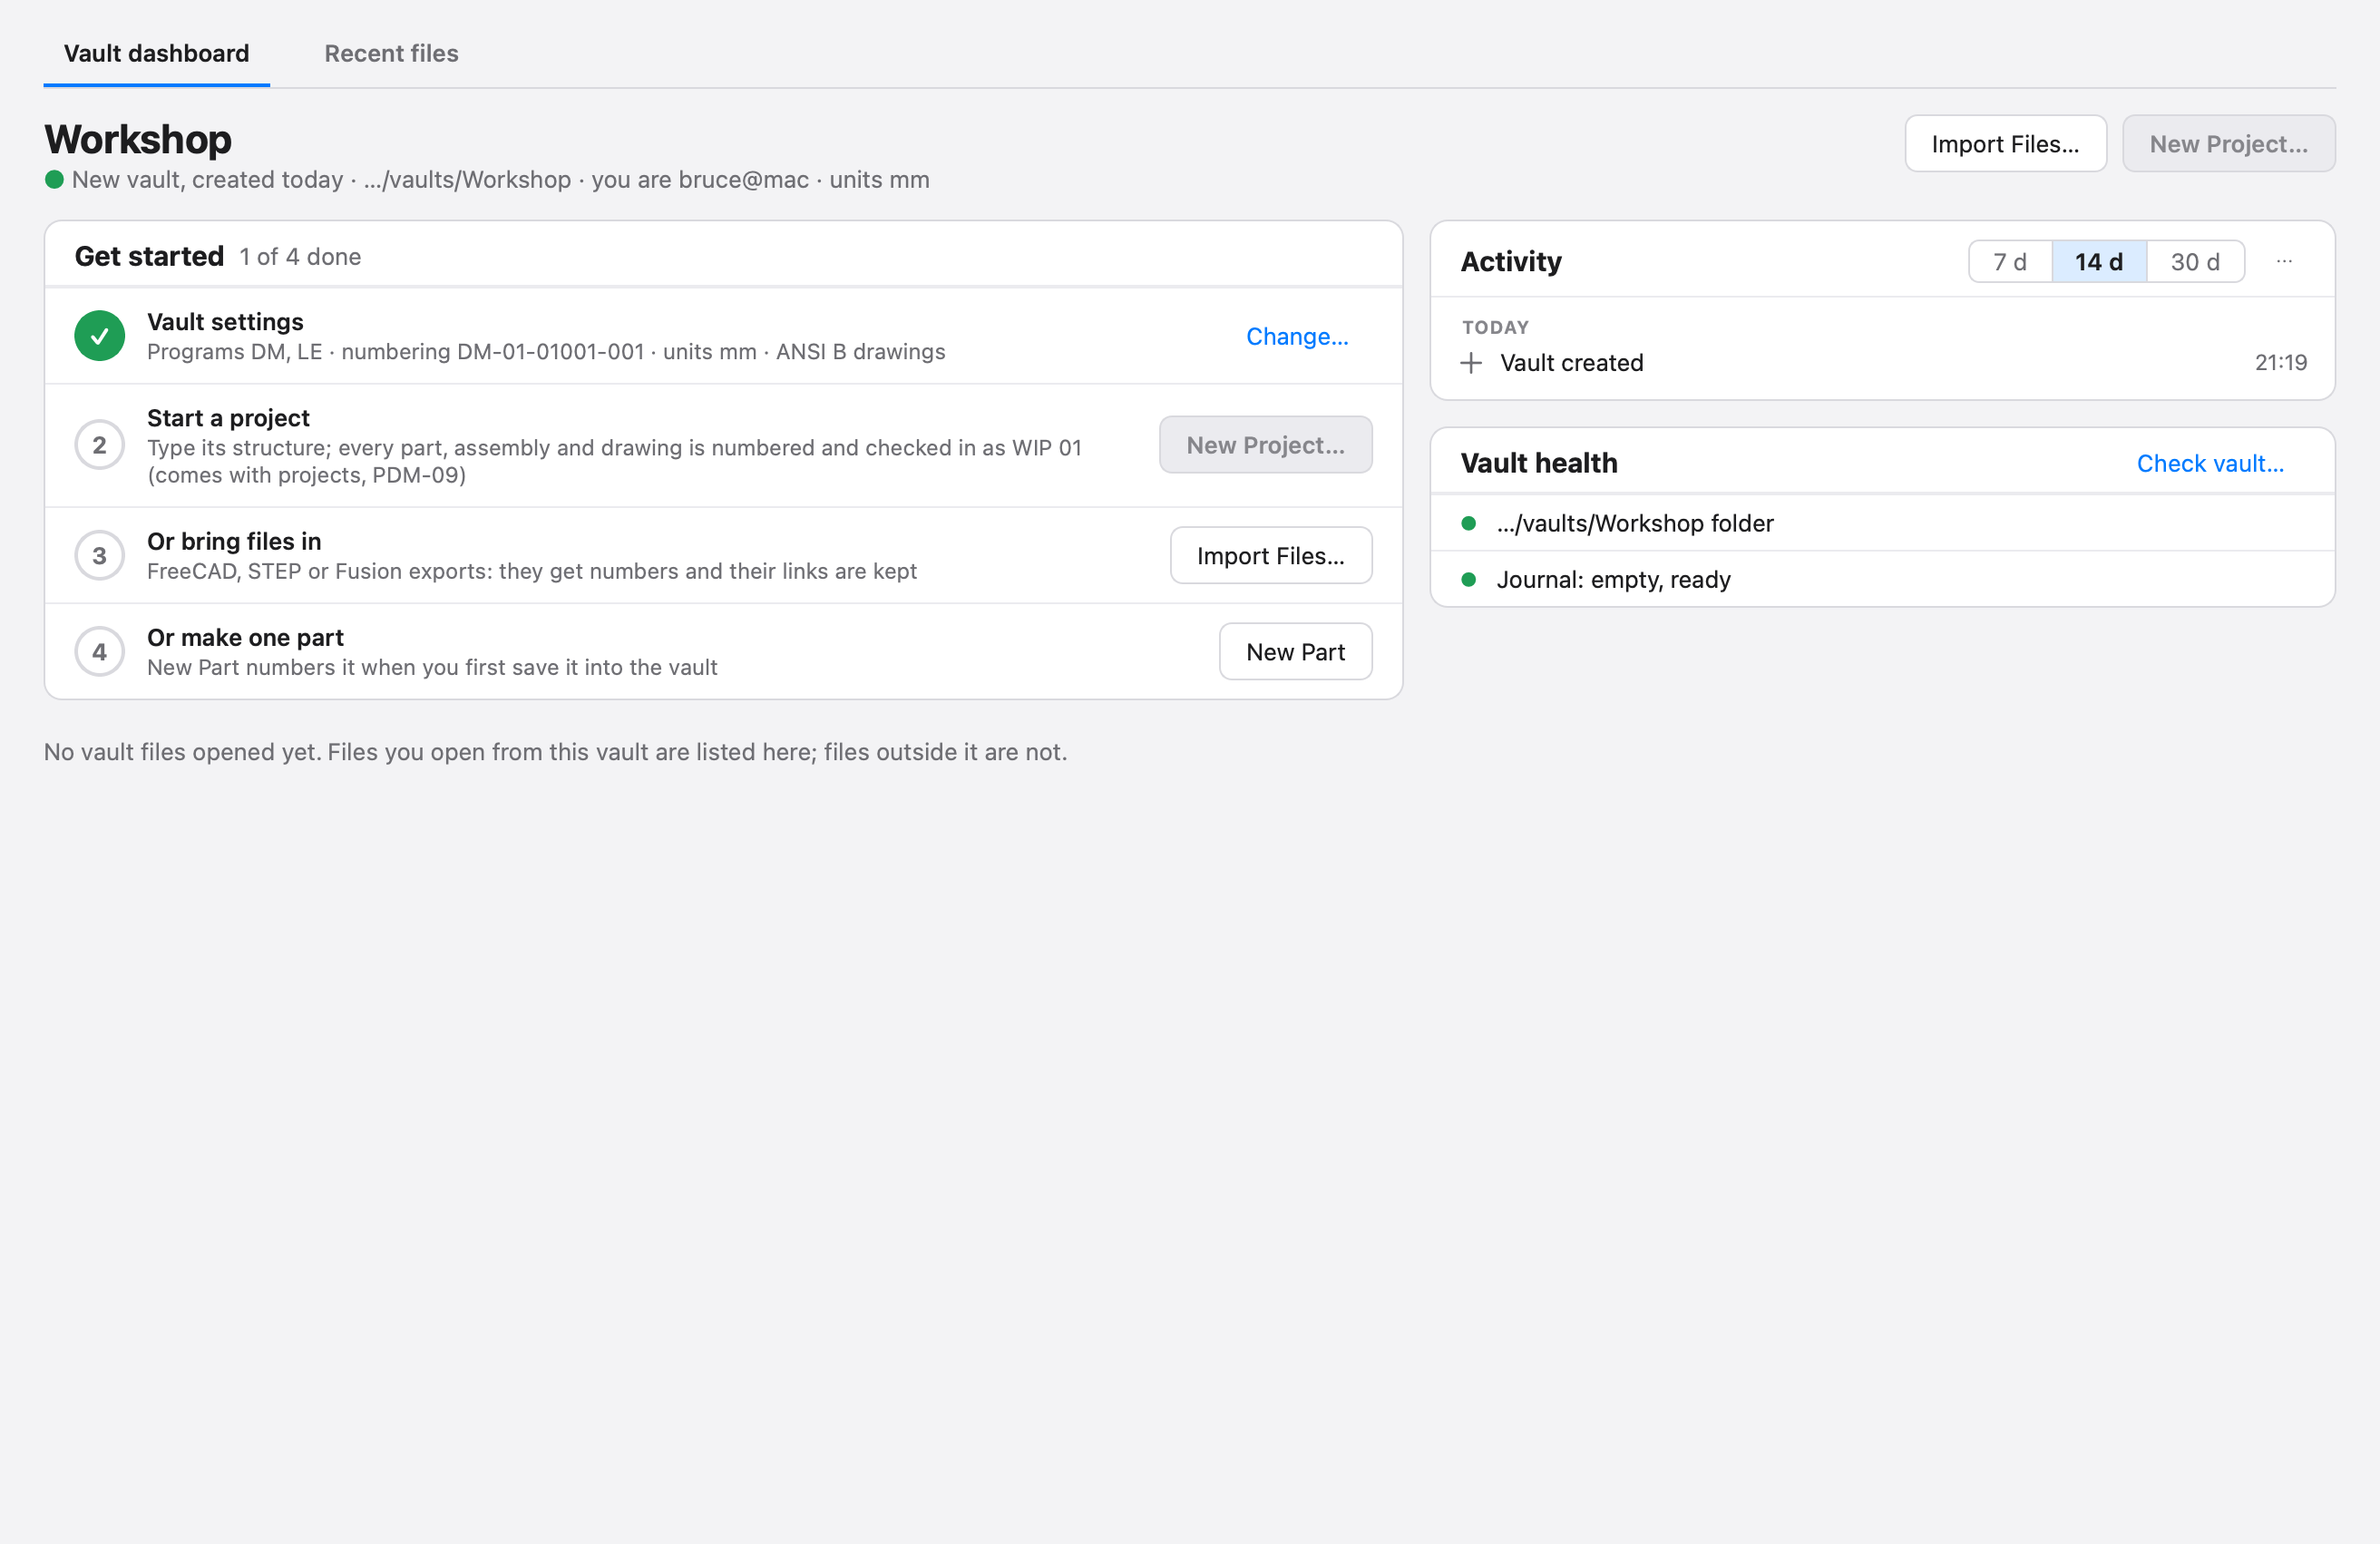 Vault dashboard
Recent files
Workshop
New vault, created today · .../vaults/Workshop · you are bruce@mac · units mm
Import Files...
New Project...
Get started 1 of 4 done
Vault settings
Programs DM, LE · numbering DM-01-01001-001 · units mm · ANSI B drawings
Change...
2
Start a project
Type its structure; every part, assembly and drawing is numbered and checked in as WIP 01
(comes with projects, PDM-09)
New Project...
3
Or bring files in
FreeCAD, STEP or Fusion exports: they get numbers and their links are kept
Import Files...
4
Or make one part
New Part numbers it when you first save it into the vault
New Part
No vault files opened yet. Files you open from this vault are listed here; files outside it are not.
Activity
7 d
14 d
30 d
...
TODAY
Vault created
21:19
Vault health
Check vault...
.../vaults/Workshop folder
Journal: empty, ready